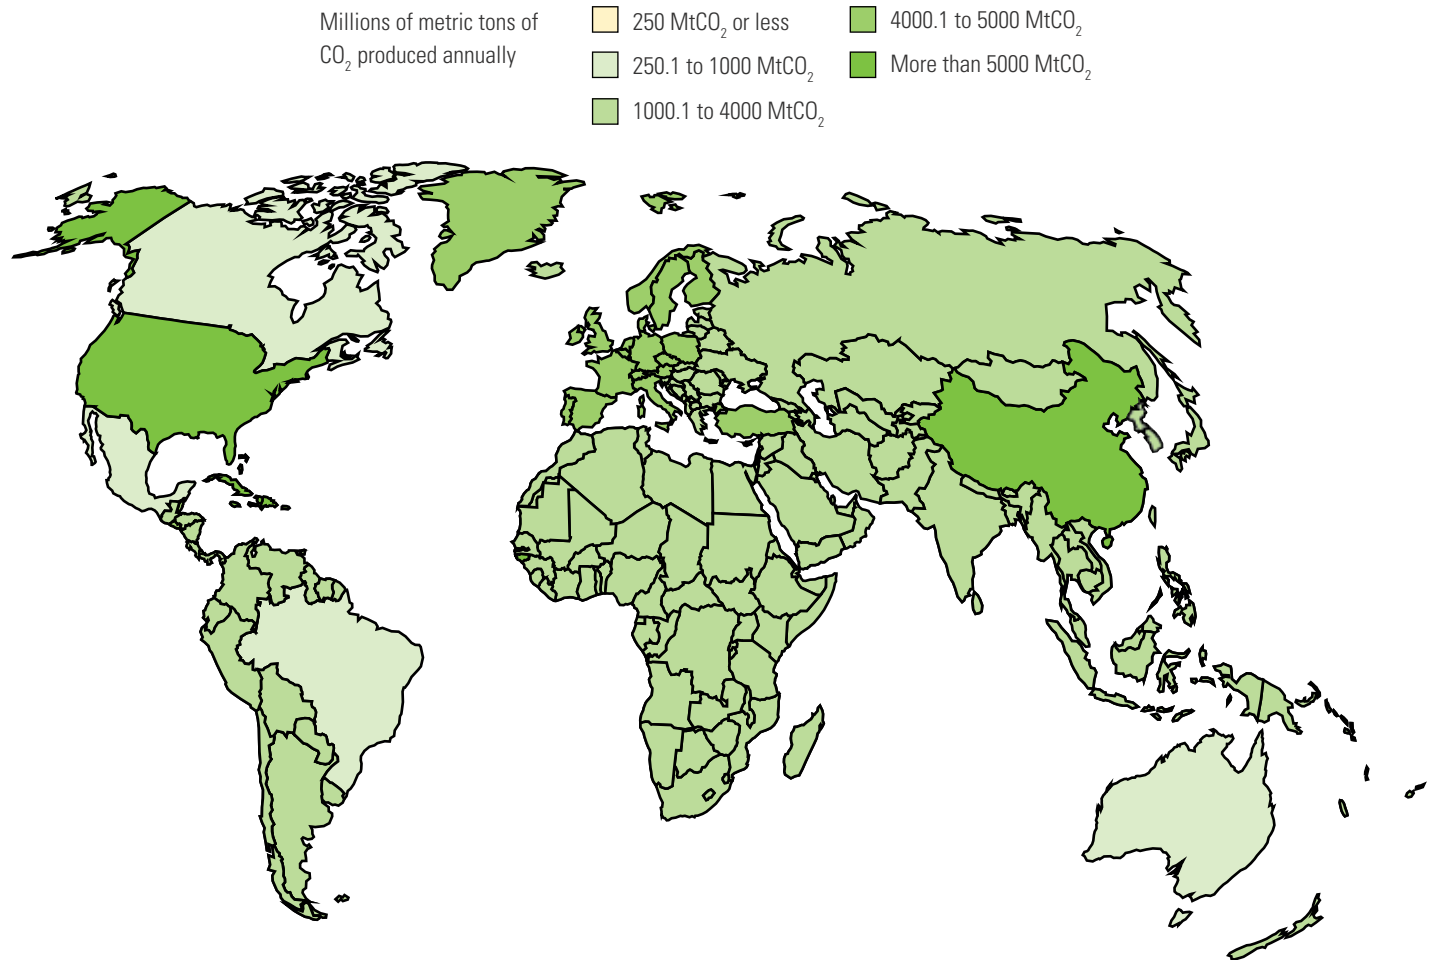 Millions of metric tons of
CO₂ produced annually
250 MtCO₂ or less
250.1 to 1000 MtCO₂
1000.1 to 4000 MtCO₂
4000.1 to 5000 MtCO₂
More than 5000 MtCO₂